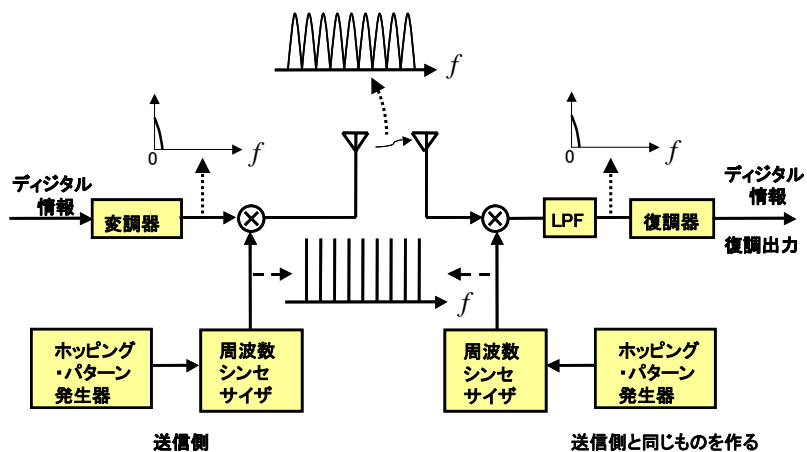 f
f
0
f
0
ディジタル
情報
変調器
LPF
復調器
ディジタル
情報
復調出力
f
ホッピング
・パターン
発生器
周波数
シンセ
サイザ
周波数
シンセ
サイザ
ホッピング
・パターン
発生器
送信側
送信側と同じものを作る